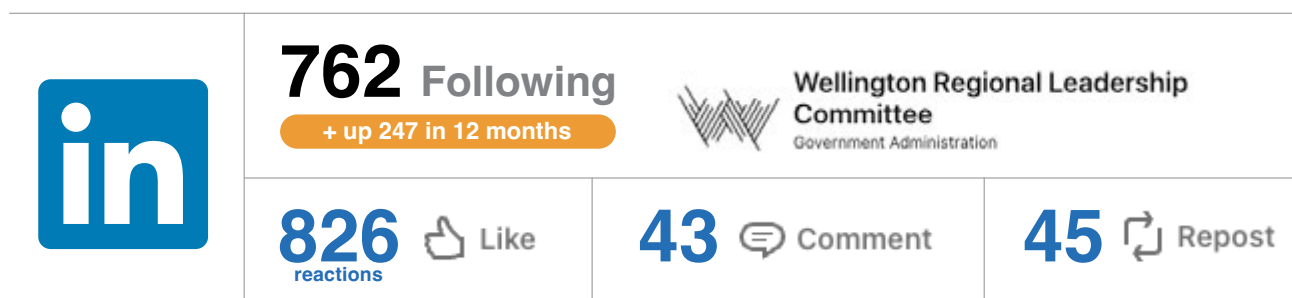 in
762 Following
+ up 247 in 12 months
Wellington Regional Leadership
Committee
Government Administration
826 Like
reactions
43 Comment
45 Repost